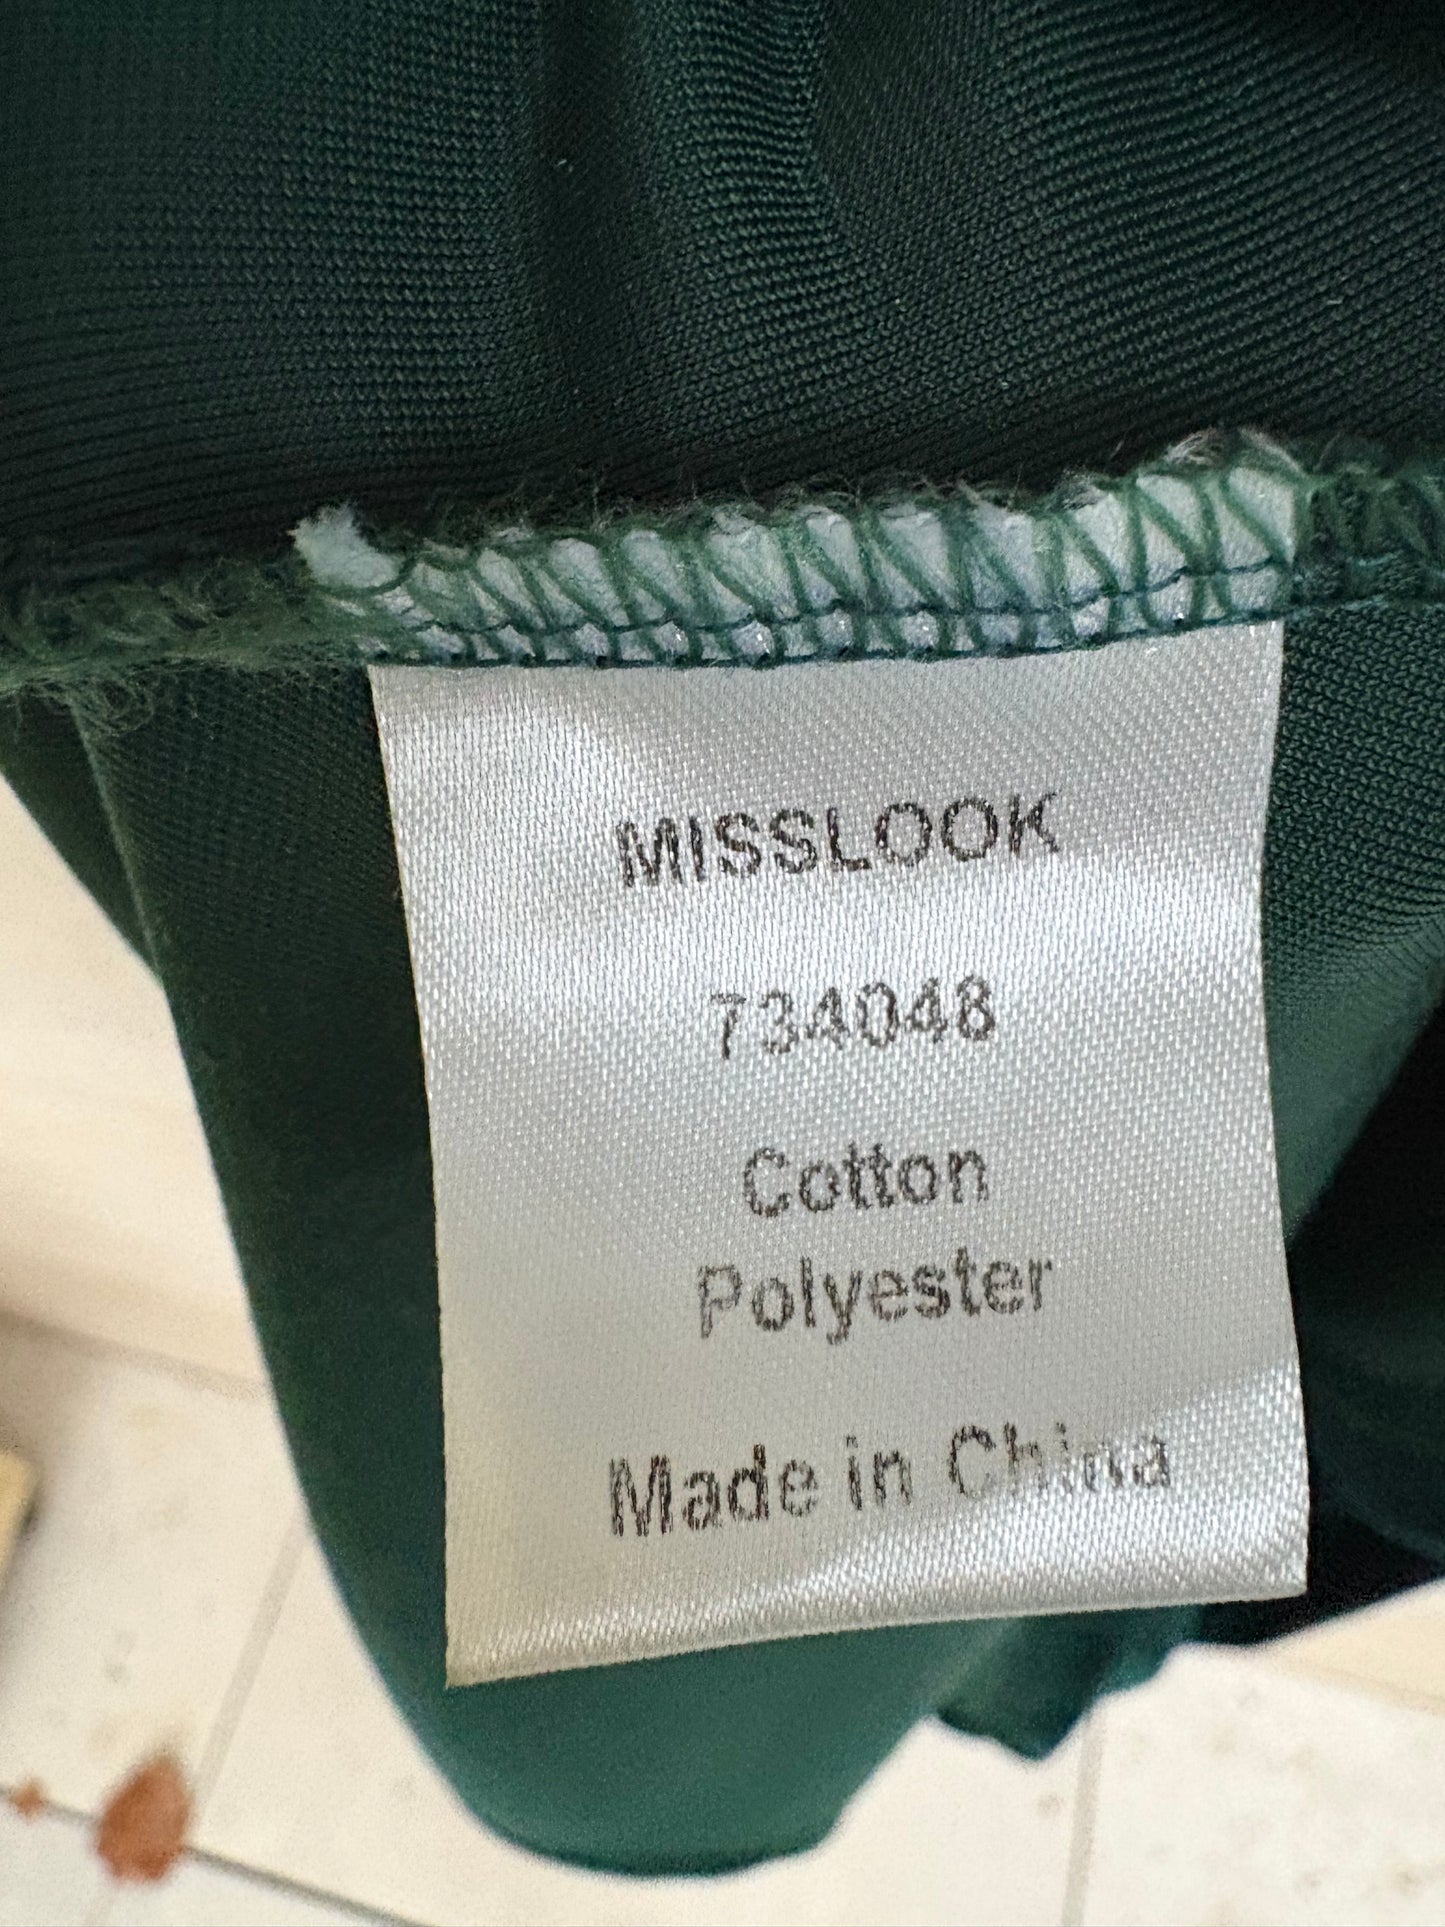 MISSLOOK
734048
Cotton
Polyester
Made in China